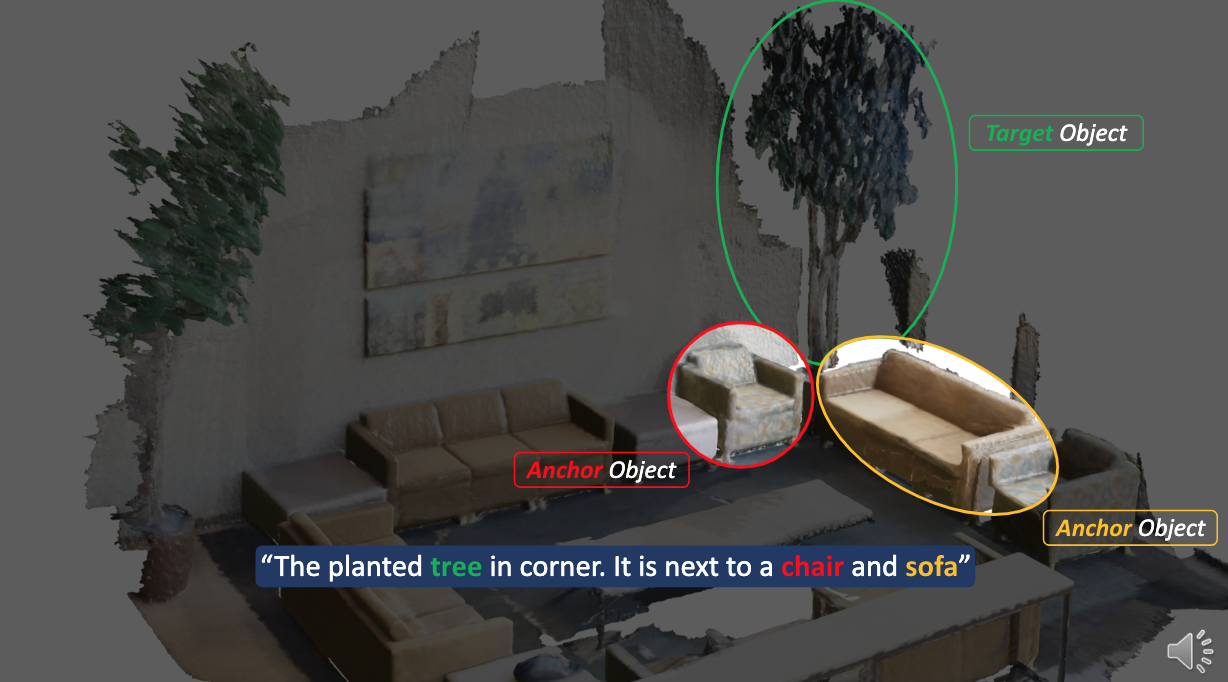 Target Object
Anchor Object
Anchor Object
“The planted tree in corner. It is next to a chair and sofa”